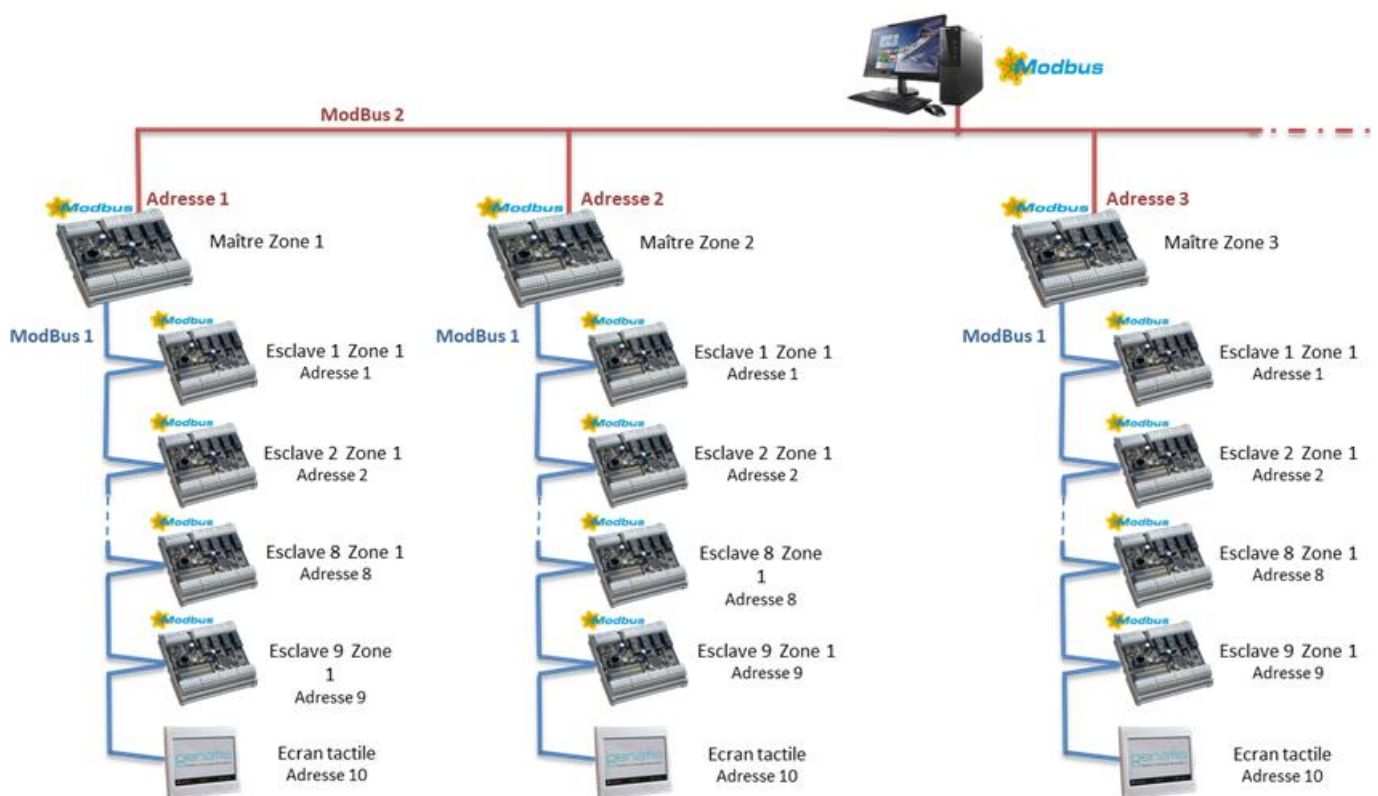 Modbus
ModBus 2
Modbus
Adresse 1
Modbus
Adresse 2
Modbus
Adresse 3
Maître Zone 1
Maître Zone 2
Maître Zone 3
ModBus 1
Modbus
Esclave 1 Zone 1
Adresse 1
ModBus 1
Modbus
Esclave 1 Zone 1
Adresse 1
ModBus 1
Modbus
Esclave 1 Zone 1
Adresse 1
Modbus
Esclave 2 Zone 1
Adresse 2
Modbus
Esclave 2 Zone 1
Adresse 2
Modbus
Esclave 2 Zone 1
Adresse 2
Modbus
Esclave 8 Zone 1
Adresse 8
Modbus
Esclave 8 Zone
1
Adresse 8
Modbus
Esclave 8 Zone 1
Adresse 8
Modbus
Esclave 9 Zone
1
Adresse 9
Modbus
Esclave 9 Zone 1
Adresse 9
Modbus
Esclave 9 Zone 1
Adresse 9
Ecran tactile
Adresse 10
Ecran tactile
Adresse 10
Ecran tactile
Adresse 10